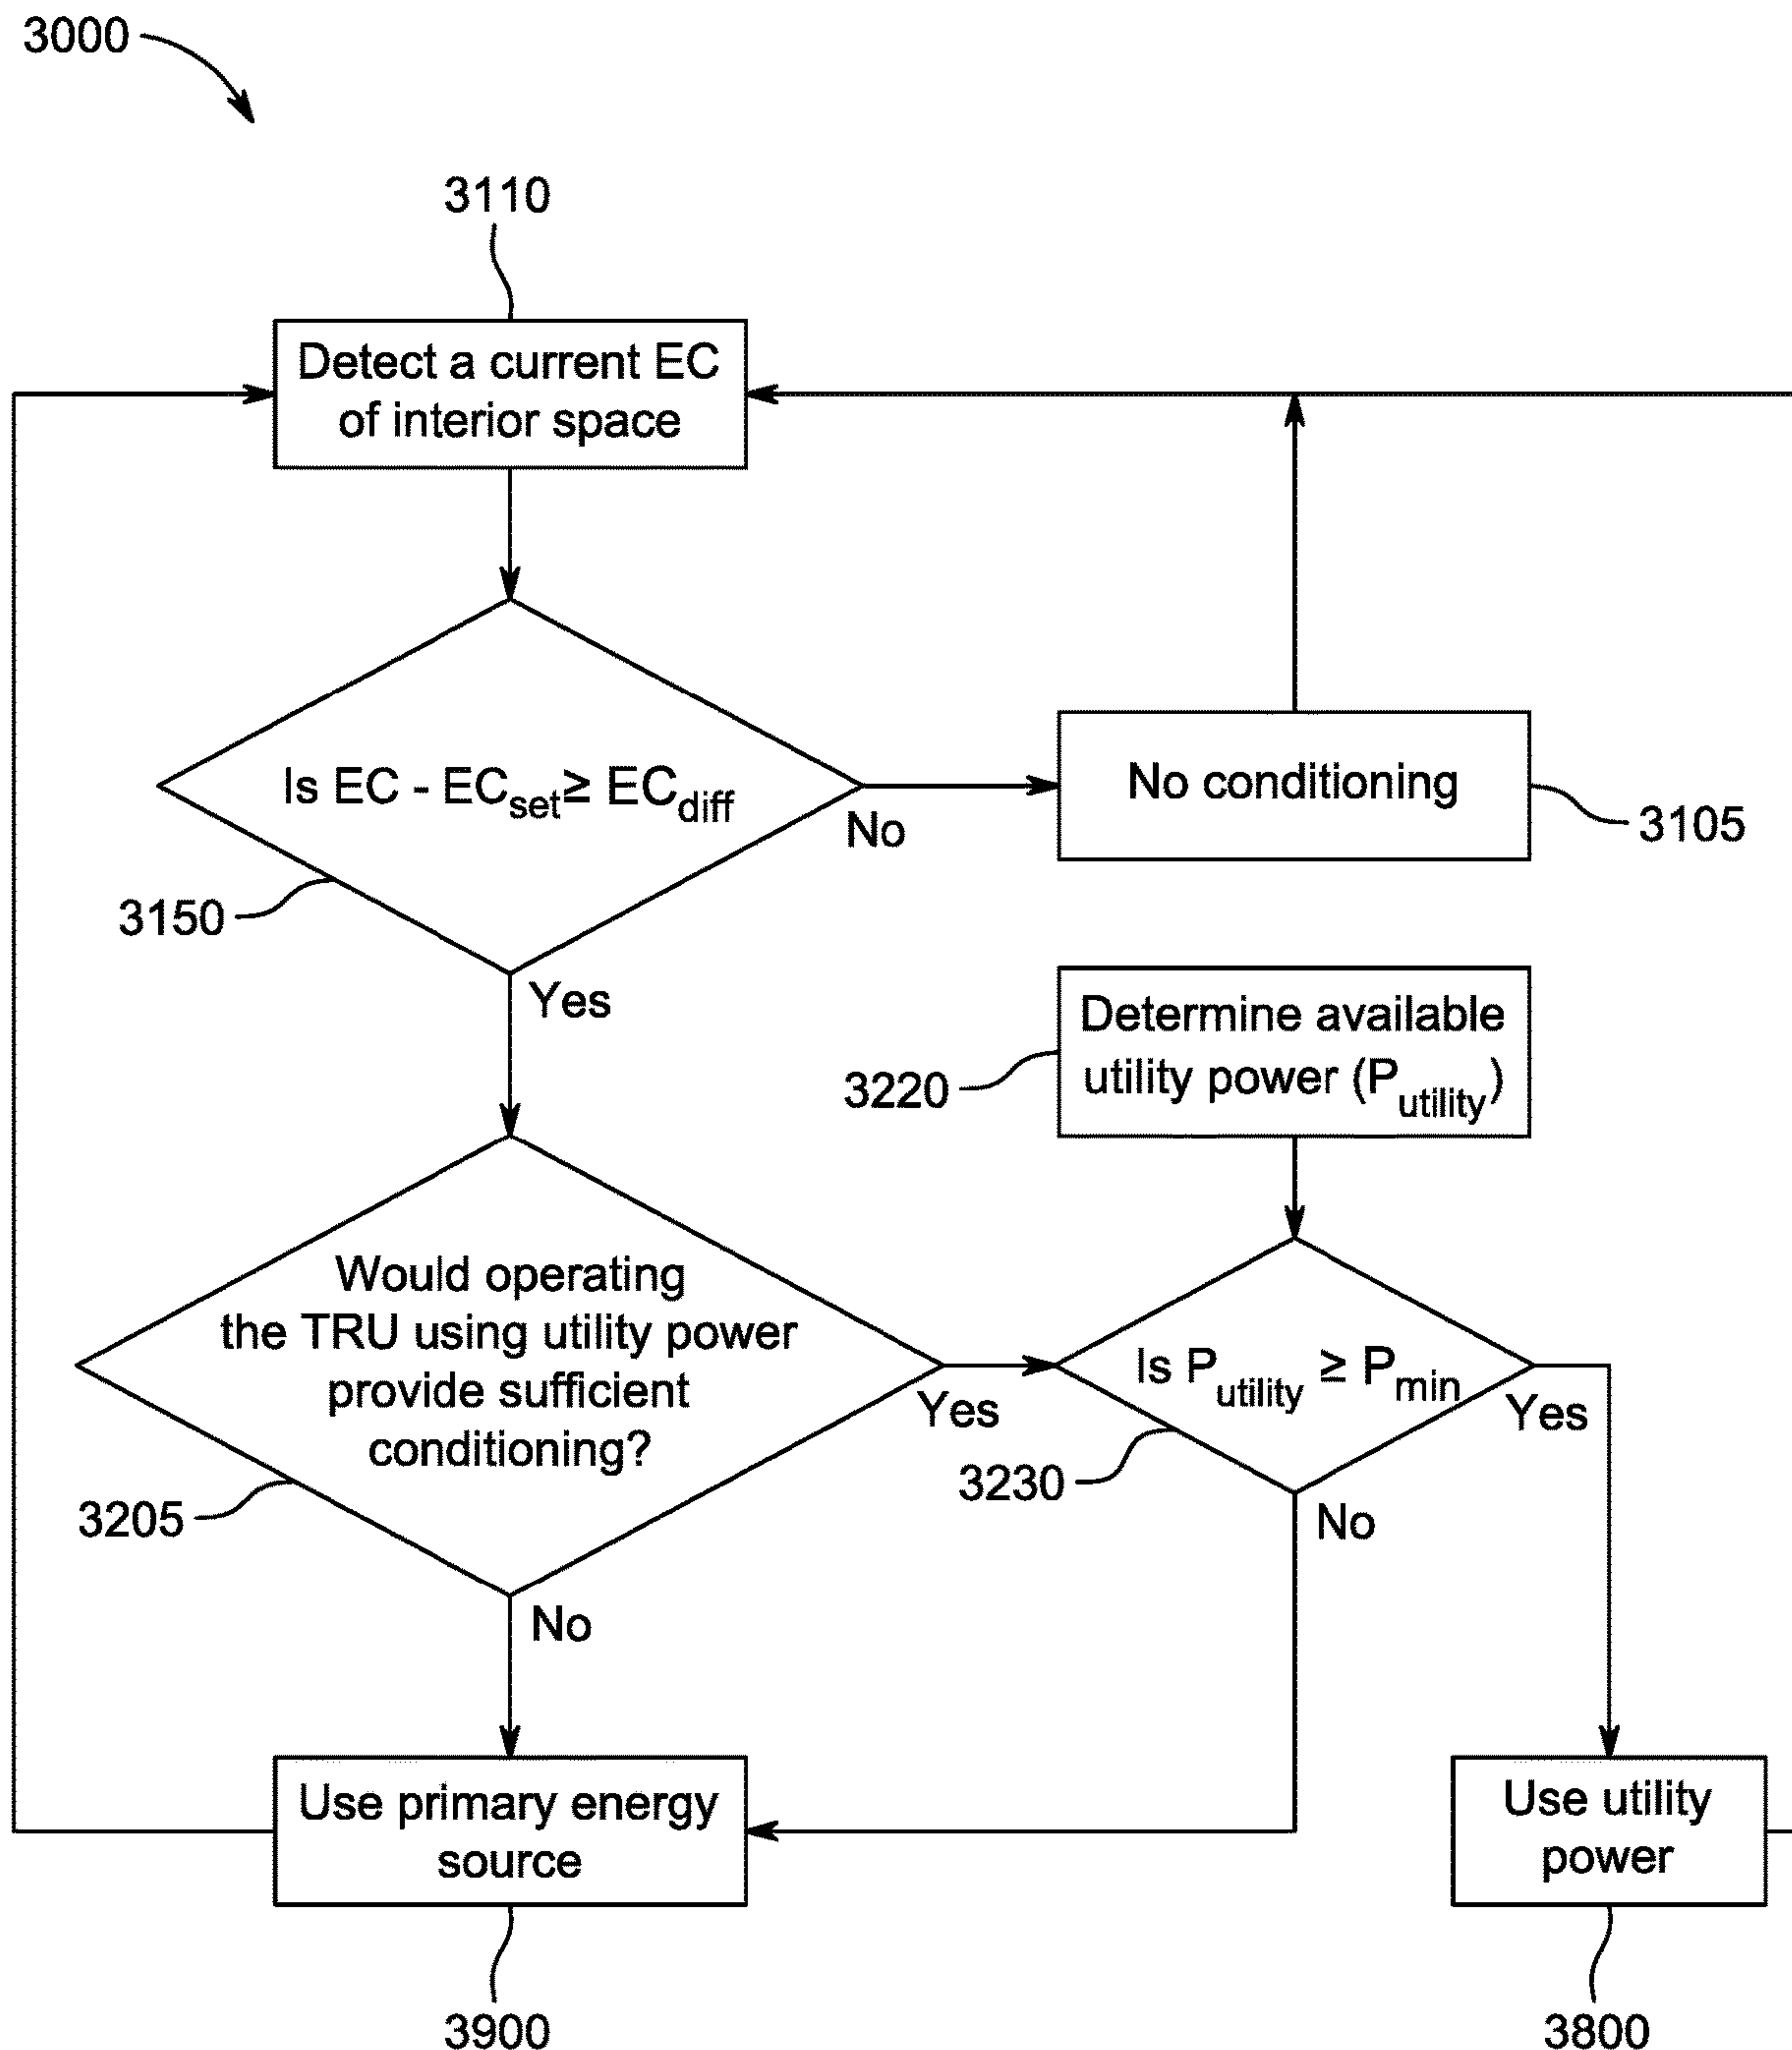 3000
3110
Detect a current EC
of interior space
Is EC - ECset ≥ ECdiff
No
No conditioning
3105
3150
Yes
Determine available
utility power (Putility)
3220
Would operating
the TRU using utility power
provide sufficient
conditioning?
Yes
Is Putility ≥ Pmin
Yes
3230
3205
No
No
Use primary energy
source
Use utility
power
3900
3800